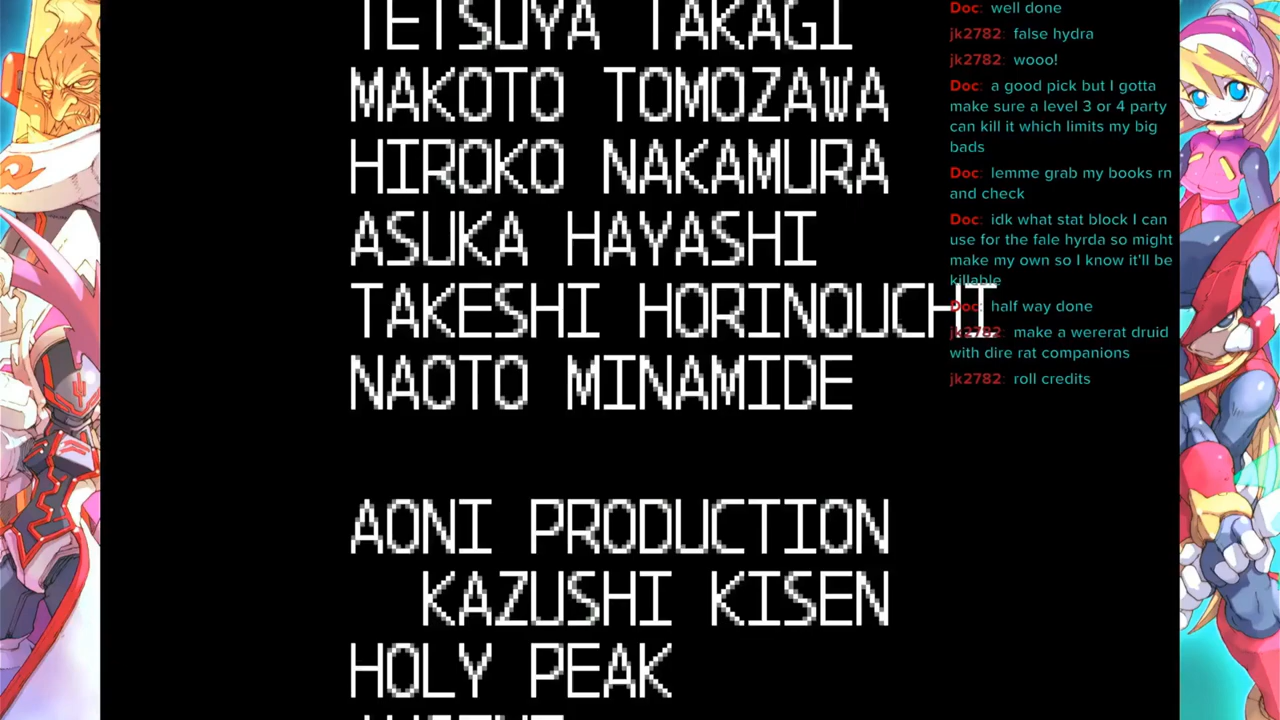 TETSUYA TAKAGI
MAKOTO TOMOZAWA
HIROKO NAKAMURA
ASUKA HAYASHI
TAKESHI HORINOUCHI
NAOTO MINAMIDE
AONI PRODUCTION
KAZUSHI KISEN
HOLY PEAK
Doc: well done
jk2782: false hydra
jk2782: wooo!
Doc: a good pick but I gotta
make sure a level 3 or 4 party
can kill it which limits my big
bads
Doc: lemme grab my books rn
and check
Doc: idk what stat block I can
use for the fale hyrda so might
make my own so I know it'll be
killable
Doc: half way done
jk2782: make a wererat druid
with dire rat companions
jk2782: roll credits